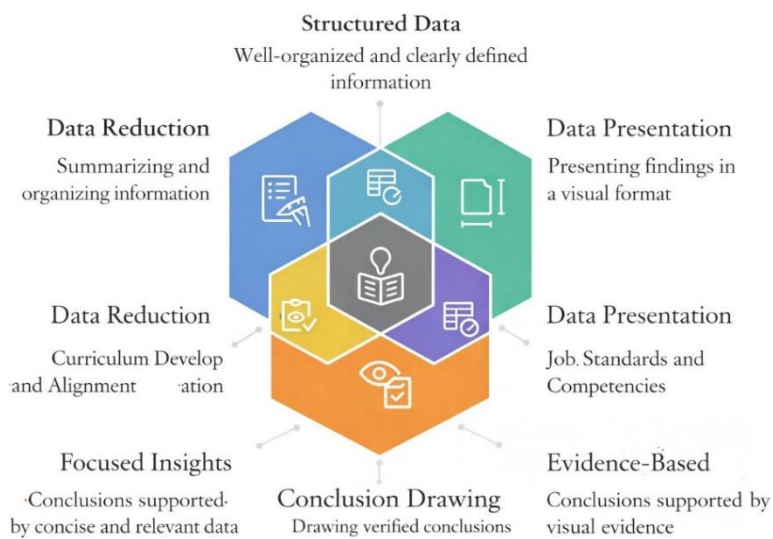 Structured Data
Well-organized and clearly defined
information
Data Reduction
Summarizing and
organizing information
Data Presentation
Presenting findings in
a visual format
Data Reduction
Curriculum Develop
and Alignment ation
Data Presentation
Job. Standards and
Competencies
Focused Insights
Conclusions supported
by concise and relevant data
Conclusion Drawing
Drawing verified conclusions
Evidence-Based
Conclusions supported by
visual evidence